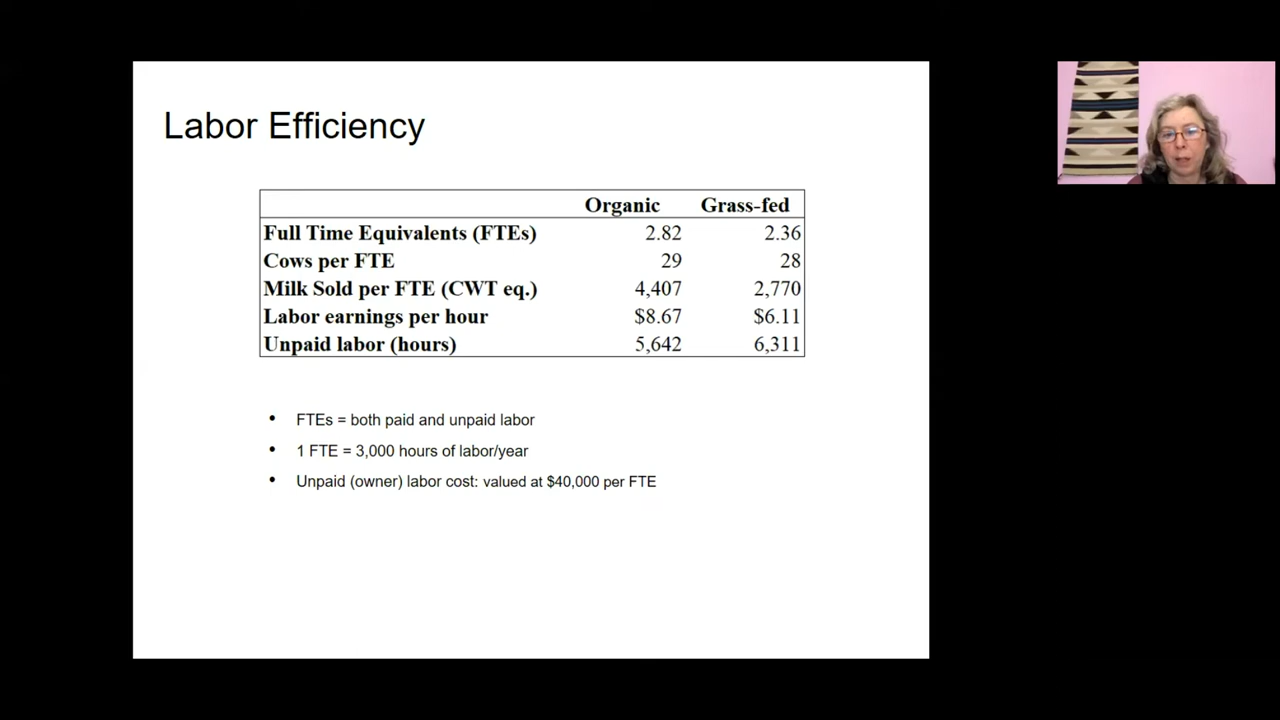 Labor Efficiency
Organic Grass-fed
Full Time Equivalents (FTEs) 2.82 2.36
Cows per FTE 29 28
Milk Sold per FTE (CWT eq.) 4,407 2,770
Labor earnings per hour $8.67 $6.11
Unpaid labor (hours) 5,642 6,311
• FTEs = both paid and unpaid labor
• 1 FTE = 3,000 hours of labor/year
• Unpaid (owner) labor cost: valued at $40,000 per FTE